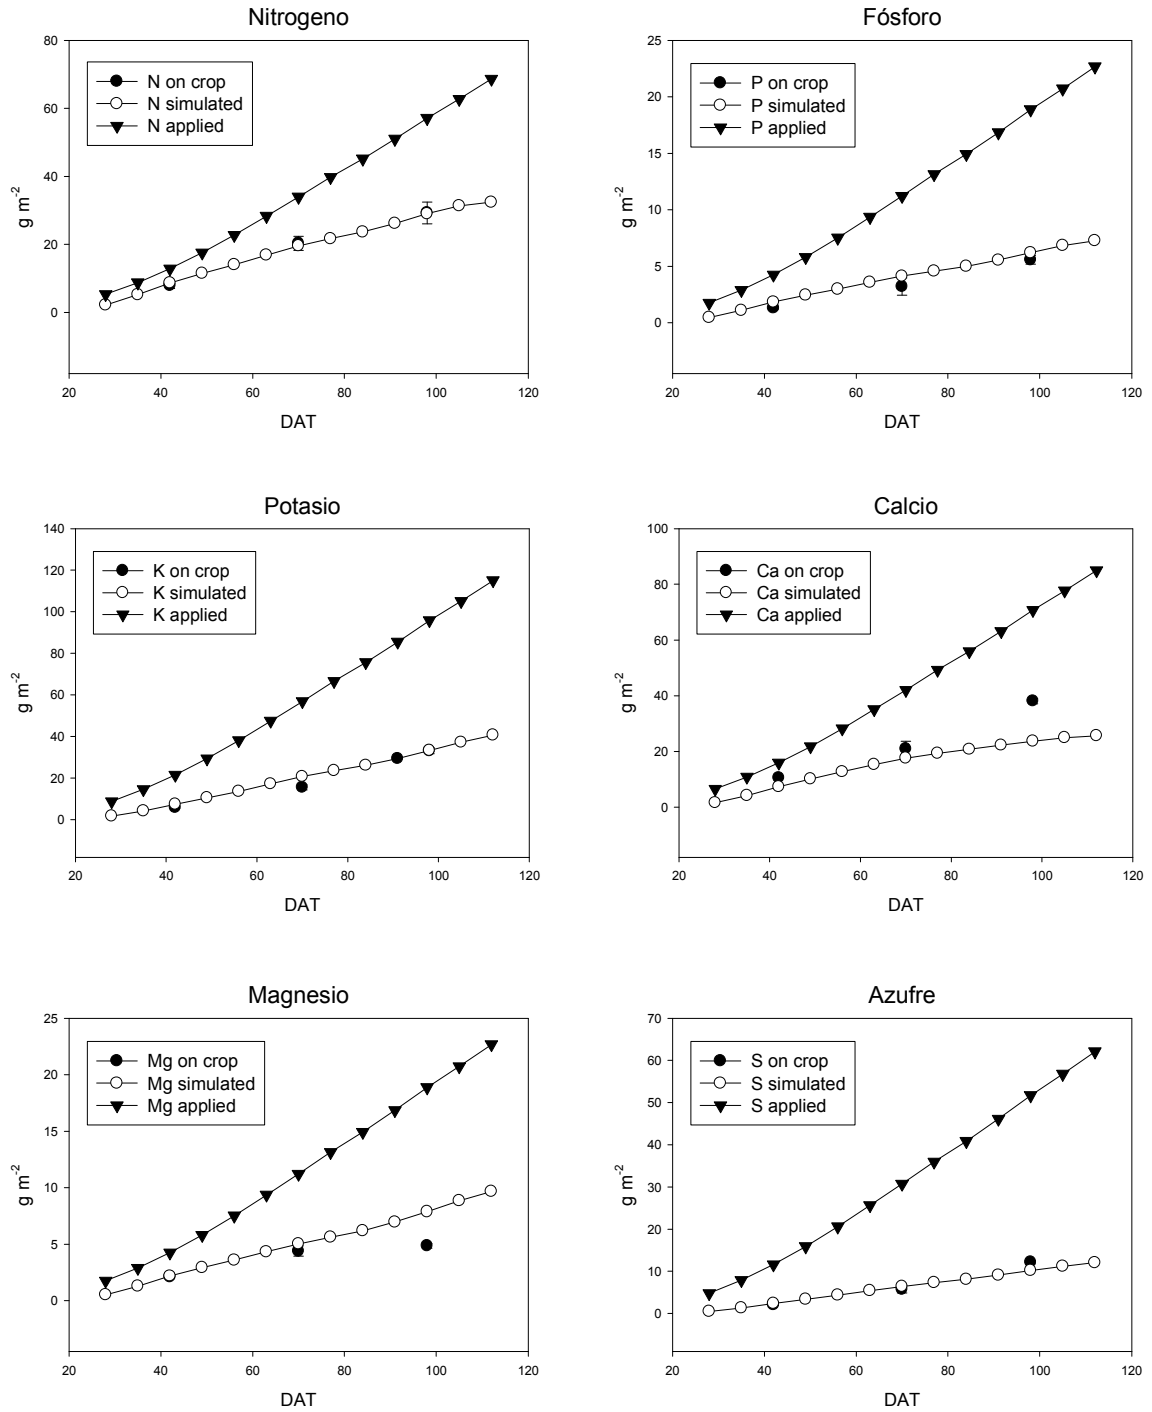 Nitrogeno
80
60
40
20
0
20 40 60 80 100 120
g m-2
DAT
N on crop
N simulated
N applied
Fósforo
25
20
15
10
5
0
20 40 60 80 100 120
g m-2
DAT
P on crop
P simulated
P applied
Potasio
140
120
100
80
60
40
20
0
20 40 60 80 100 120
g m-2
DAT
K on crop
K simulated
K applied
Calcio
100
80
60
40
20
0
20 40 60 80 100 120
g m-2
DAT
Ca on crop
Ca simulated
Ca applied
Magnesio
25
20
15
10
5
0
20 40 60 80 100 120
g m-2
DAT
Mg on crop
Mg simulated
Mg applied
Azufre
70
60
50
40
30
20
10
0
20 40 60 80 100 120
g m-2
DAT
S on crop
S simulated
S applied